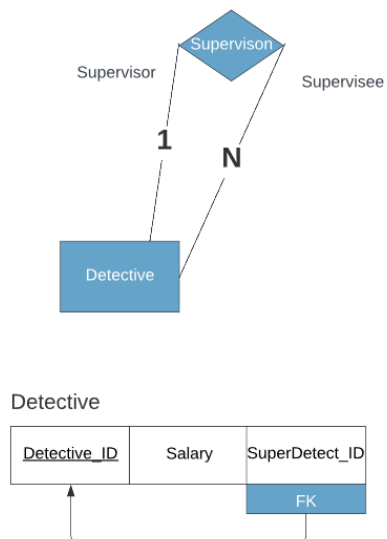 Supervison
Supervisor
Supervisee
1
N
Detective
Detective
Detective_ID
Salary
SuperDetect_ID
FK